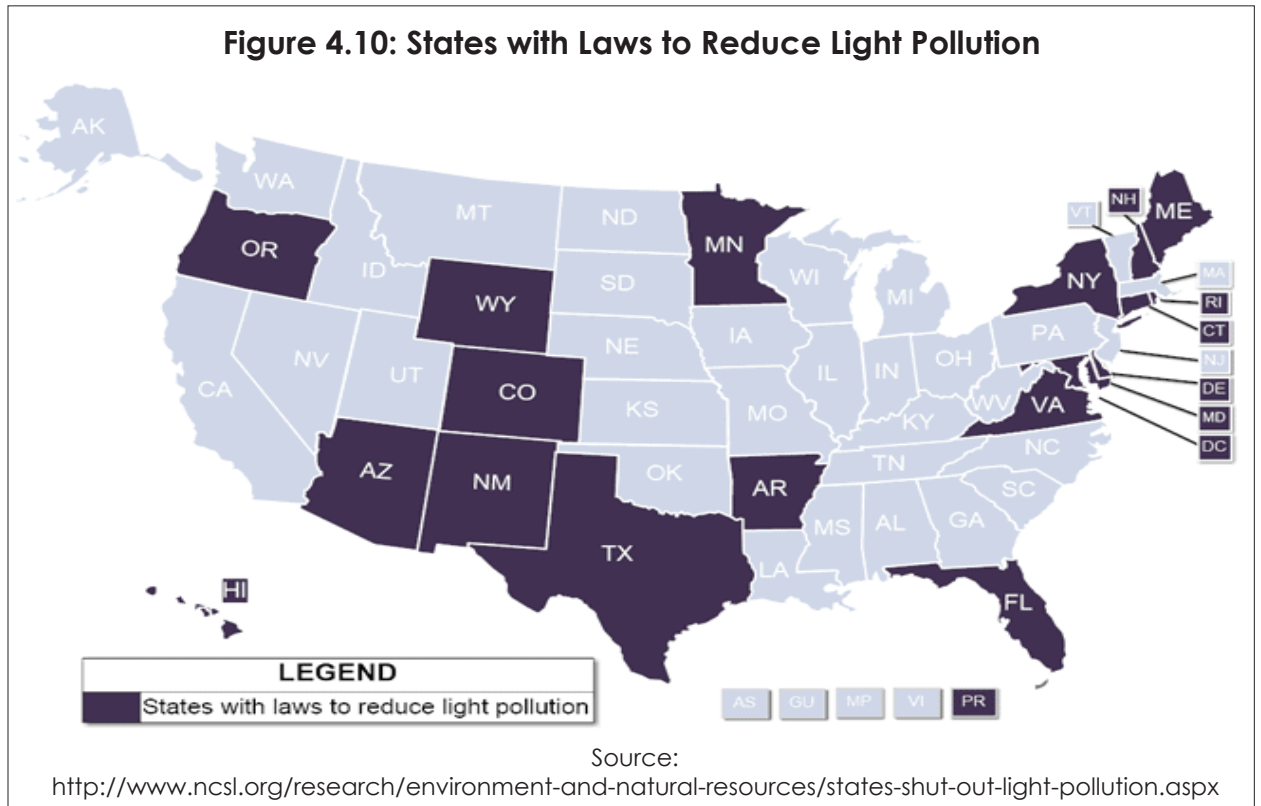 Figure 4.10: States with Laws to Reduce Light Pollution
AK
WA
MT
ND
MN
VT
NH
ME
OR
ID
SD
WI
MI
NY
MA
WY
RI
CT
NV
UT
NE
IA
PA
NJ
CA
CO
KS
MO
IL
IN
OH
WV
VA
DE
KY
MD
DC
AZ
NM
OK
AR
TN
NC
TX
MS
AL
GA
SC
LA
HI
FL
LEGEND
States with laws to reduce light pollution
AS
GU
MP
VI
PR
Source:
http://www.ncsl.org/research/environment-and-natural-resources/states-shut-out-light-pollution.aspx